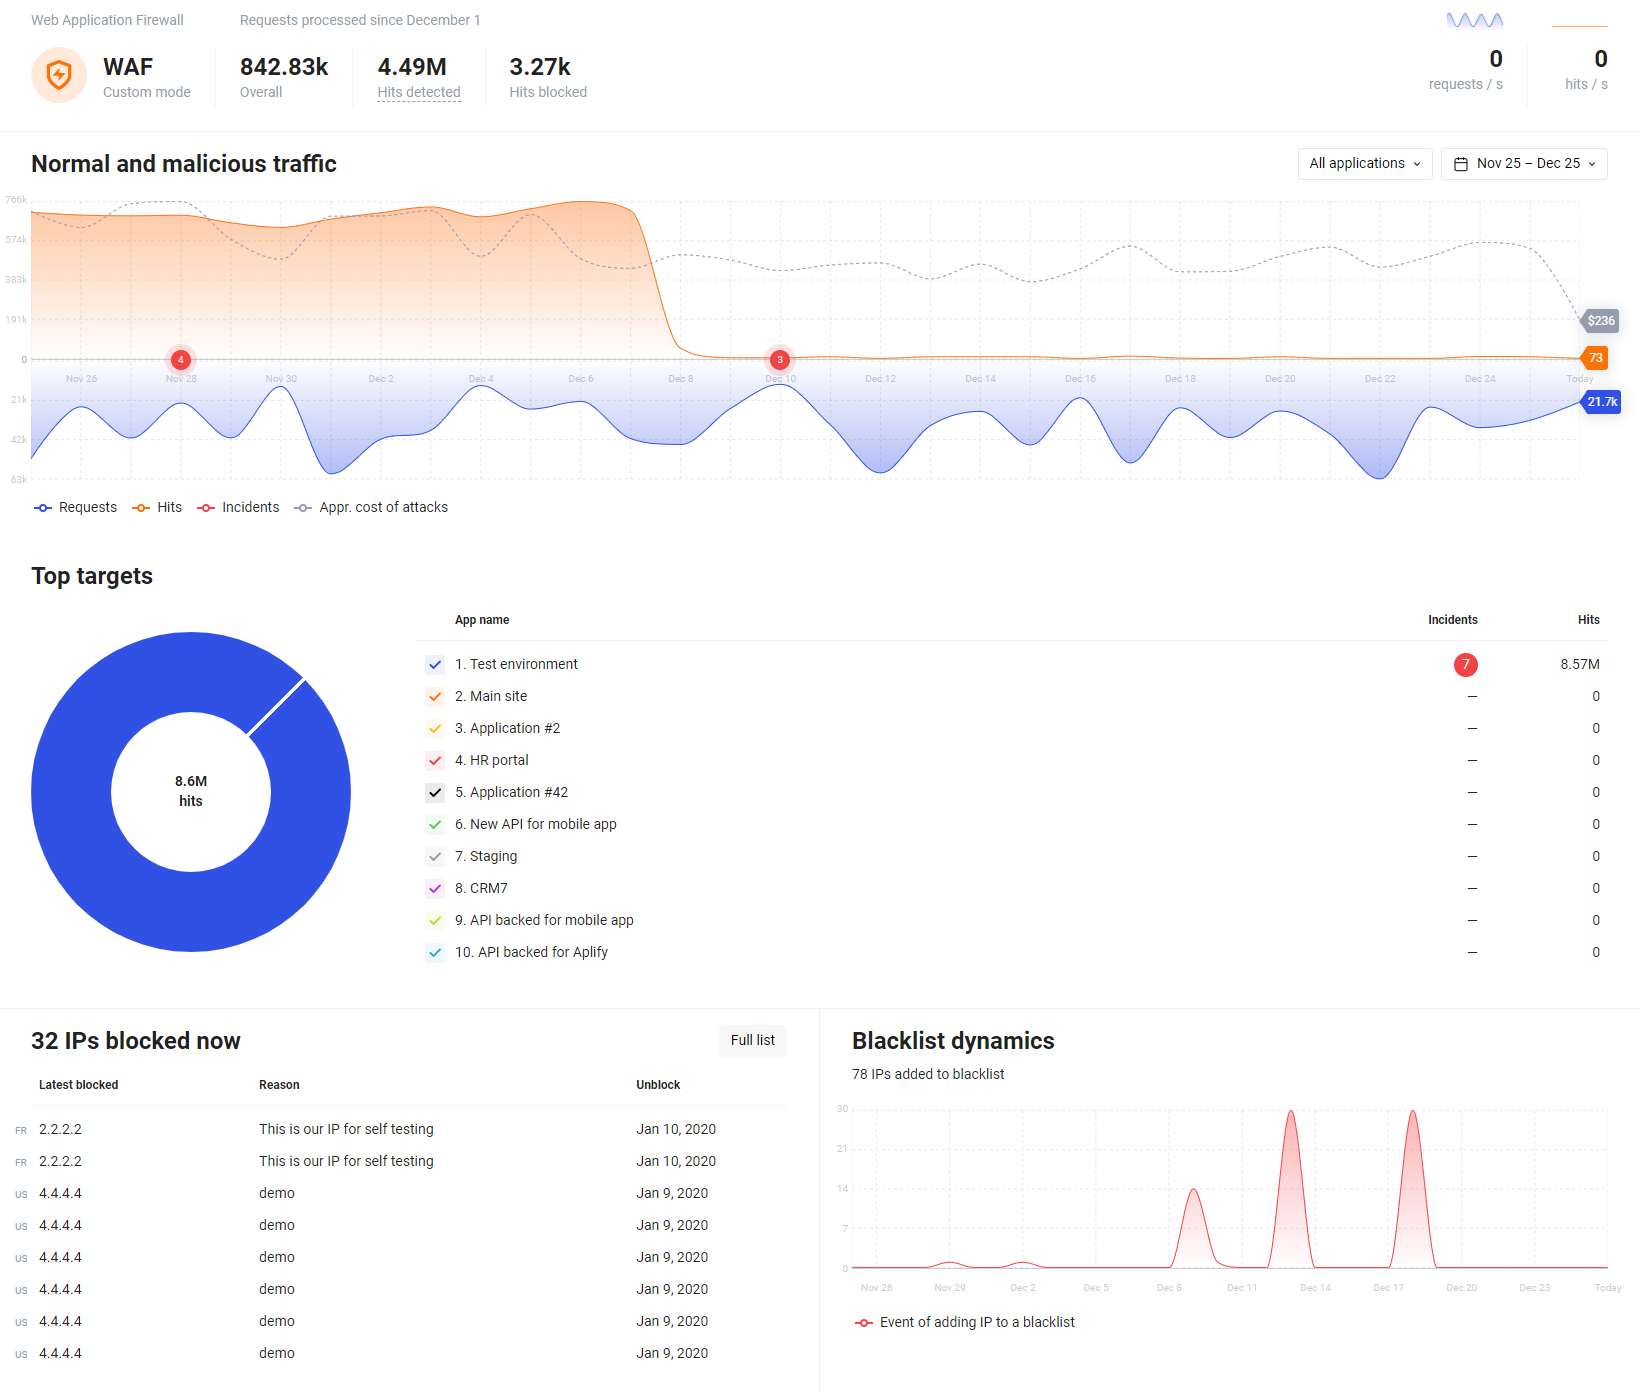 Web Application Firewall
Requests processed since December 1
WAF
Custom mode
842.83k
Overall
4.49M
Hits detected
3.27k
Hits blocked
0
requests / s
0
hits / s
Normal and malicious traffic
All applications
Nov 25 – Dec 25
766k
574k
383k
191k
0
21k
42k
63k
4
3
Nov 26
Nov 28
Nov 30
Dec 2
Dec 4
Dec 6
Dec 8
Dec 10
Dec 12
Dec 14
Dec 16
Dec 18
Dec 20
Dec 22
Dec 24
Today
$236
73
21.7k
Requests
Hits
Incidents
Appr. cost of attacks
Top targets
8.6M
hits
App name Incidents Hits
1. Test environment 7 8.57M
2. Main site – 0
3. Application #2 – 0
4. HR portal – 0
5. Application #42 – 0
6. New API for mobile app – 0
7. Staging – 0
8. CRM7 – 0
9. API backed for mobile app – 0
10. API backed for Aplify – 0
32 IPs blocked now
Full list
Latest blocked Reason Unblock
FR 2.2.2.2 This is our IP for self testing Jan 10, 2020
FR 2.2.2.2 This is our IP for self testing Jan 10, 2020
US 4.4.4.4 demo Jan 9, 2020
US 4.4.4.4 demo Jan 9, 2020
US 4.4.4.4 demo Jan 9, 2020
US 4.4.4.4 demo Jan 9, 2020
US 4.4.4.4 demo Jan 9, 2020
US 4.4.4.4 demo Jan 9, 2020
Blacklist dynamics
78 IPs added to blacklist
30
21
14
7
0
Nov 26
Nov 29
Dec 2
Dec 5
Dec 8
Dec 11
Dec 14
Dec 17
Dec 20
Dec 23
Today
Event of adding IP to a blacklist